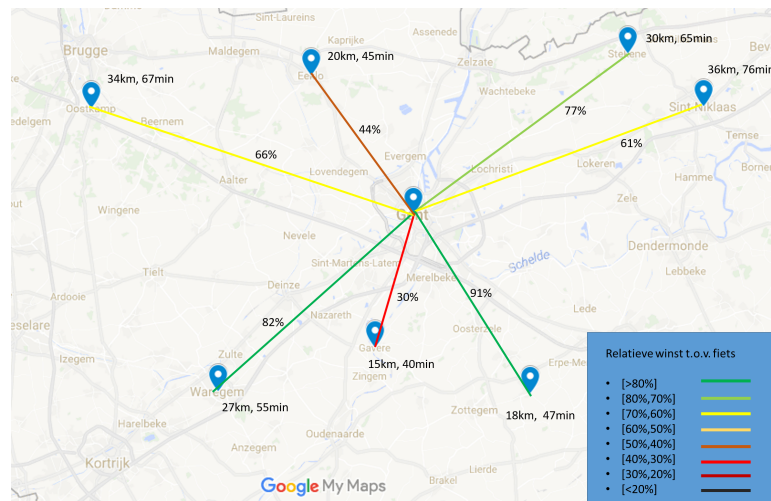 Sint-Laureins
Assenede
Brugge
Maldegem
Kaprijke
20km, 45min
30km, 65min
Stekene
Zelzate
34km, 67min
Eeklo
36km, 76min
Wachtebeke
Oostkamp
Sint-Niklaas
Beernem
44%
77%
Temse
66%
Evergem
61%
Lochristi
Lokeren
Aalter
Lovendegem
Hamme
Zele
Wingene
Gent
Nevele
Dendermonde
Schelde
Sint-Martens-Latem
Merelbeke
Tielt
Lebbeke
Deinze
Ardooie
30%
91%
Nazareth
Lede
82%
Oosterzele
Gavere
Izegem
Zulte
15km, 40min
Relatieve winst t.o.v. fiets
Erpe-Me
Zingem
Waregem
27km, 55min
Zottegem
18km, 47min
• [>80%]
• [80%,70%]
• [70%,60%]
• [60%,50%]
• [50%,40%]
• [40%,30%]
• [30%,20%]
• [<20%]
Harelbeke
Oudenaarde
Anzegem
Kortrijk
Brakel
Lierde
Google My Maps